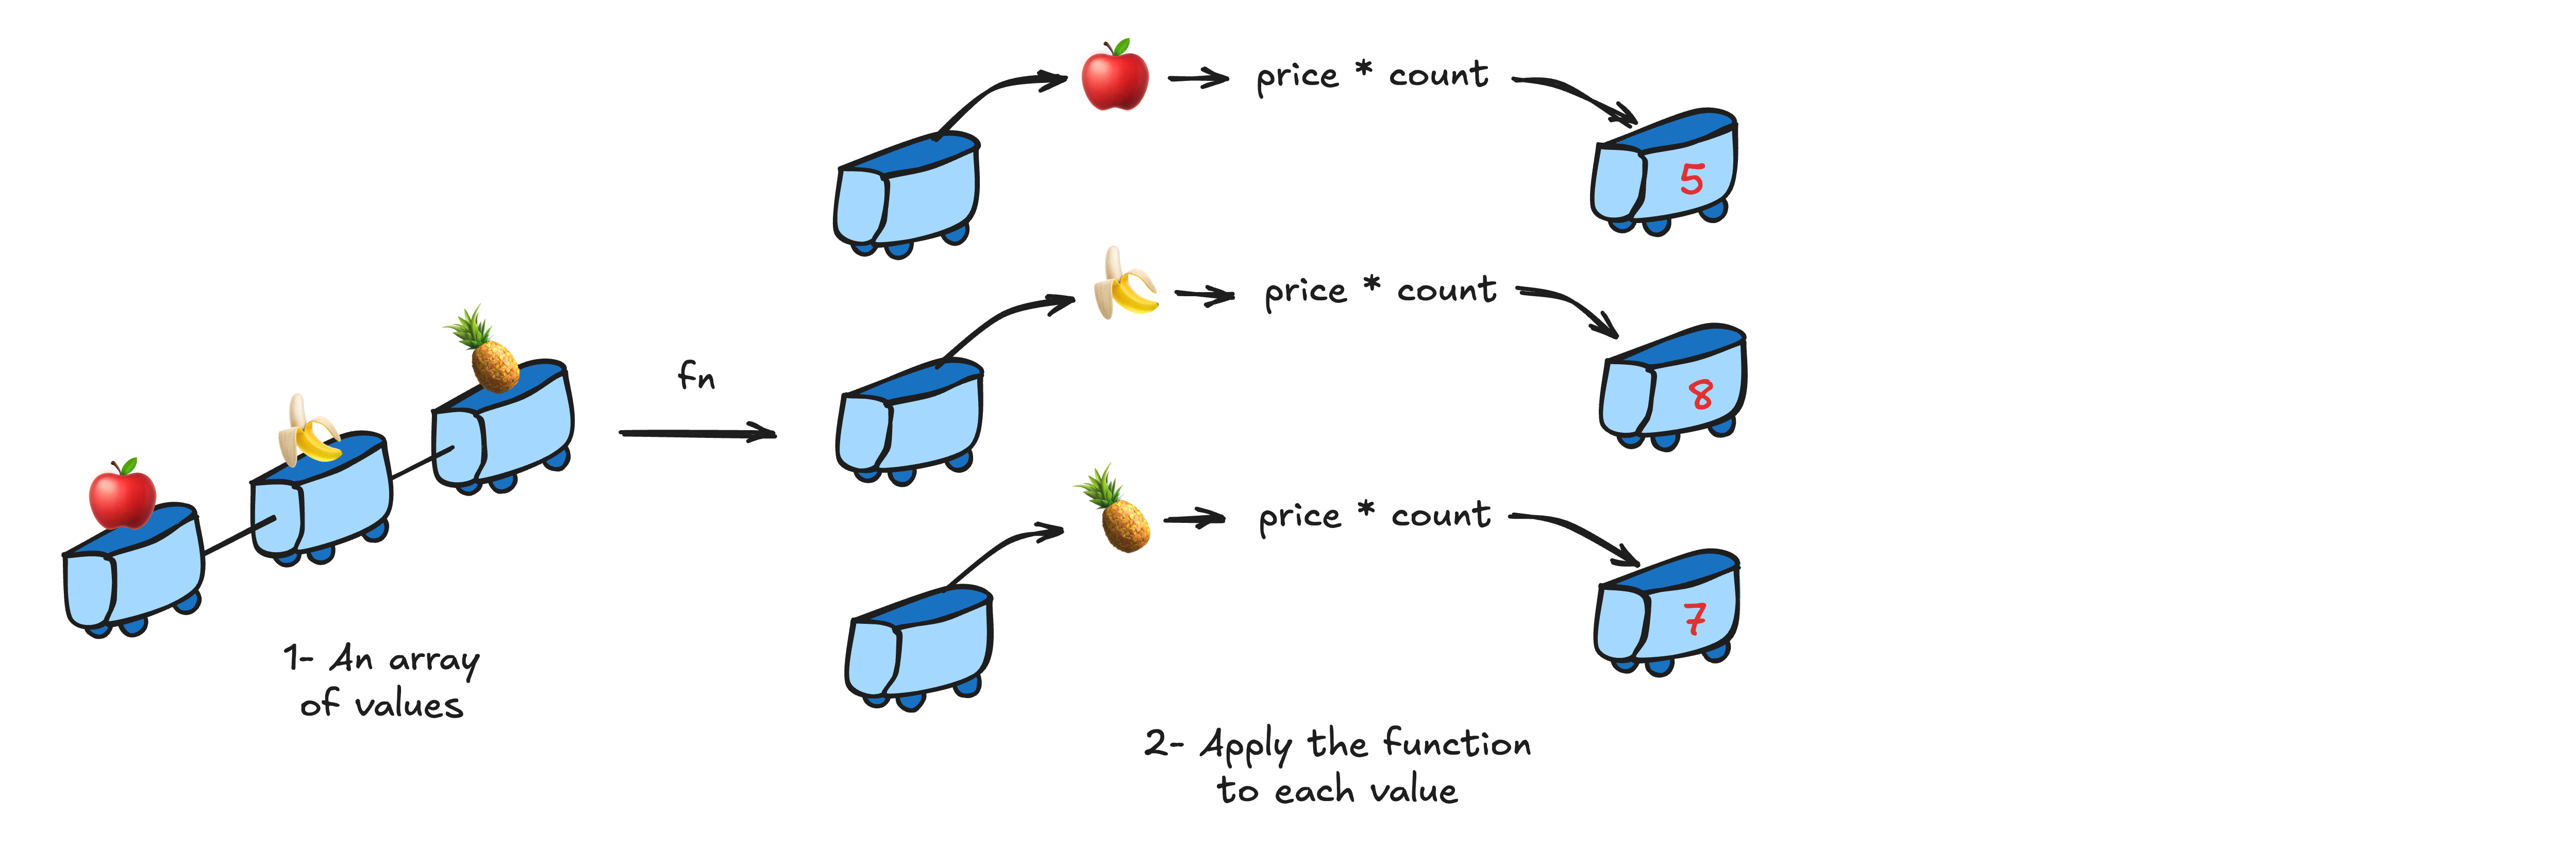 price * count
5
price * count
8
fn
price * count
7
1- An array
of values
2- Apply the function
to each value